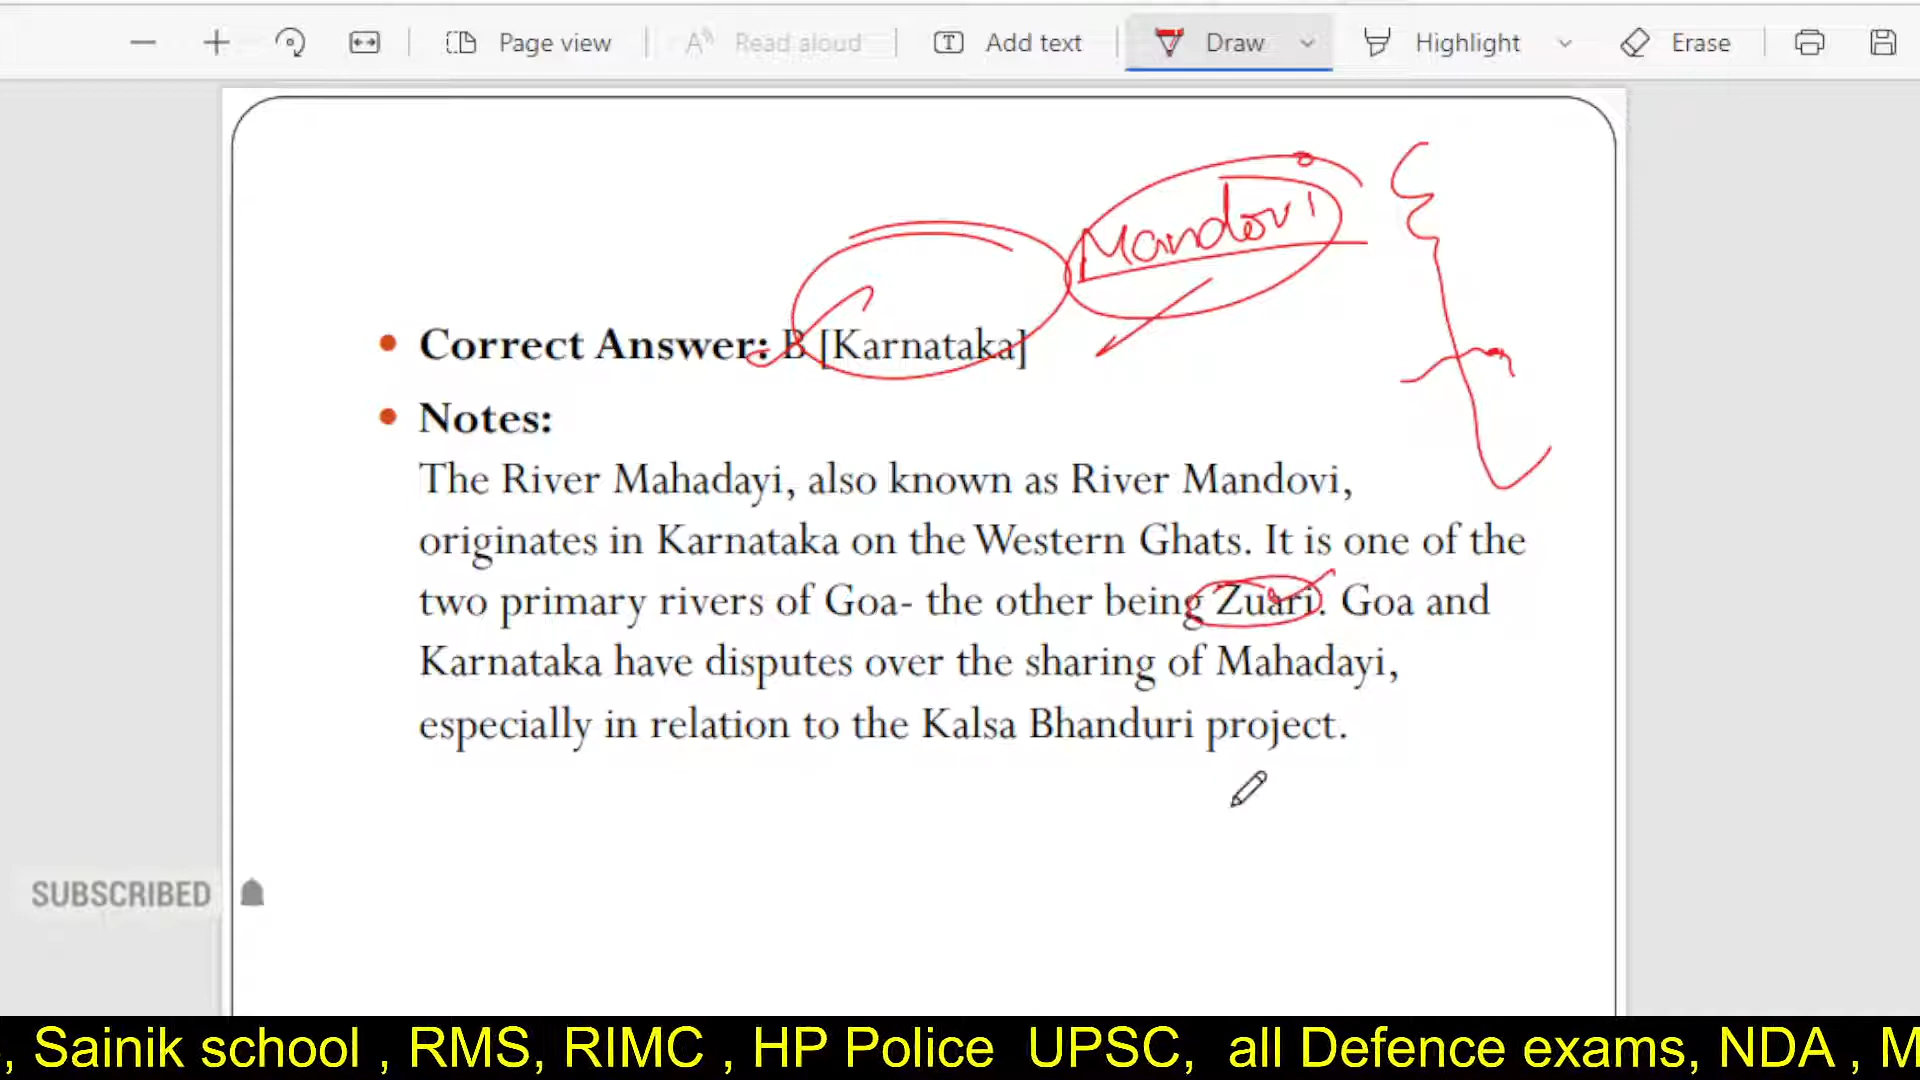 Page view
Read aloud
Add text
Draw
Highlight
Erase
Mandovi
Correct Answer: B [Karnataka]
Notes:
The River Mahadayi, also known as River Mandovi,
originates in Karnataka on the Western Ghats. It is one of the
two primary rivers of Goa- the other being Zuari. Goa and
Karnataka have disputes over the sharing of Mahadayi,
especially in relation to the Kalsa Bhanduri project.
SUBSCRIBED
, Sainik school , RMS, RIMC , HP Police UPSC, all Defence exams, NDA , M